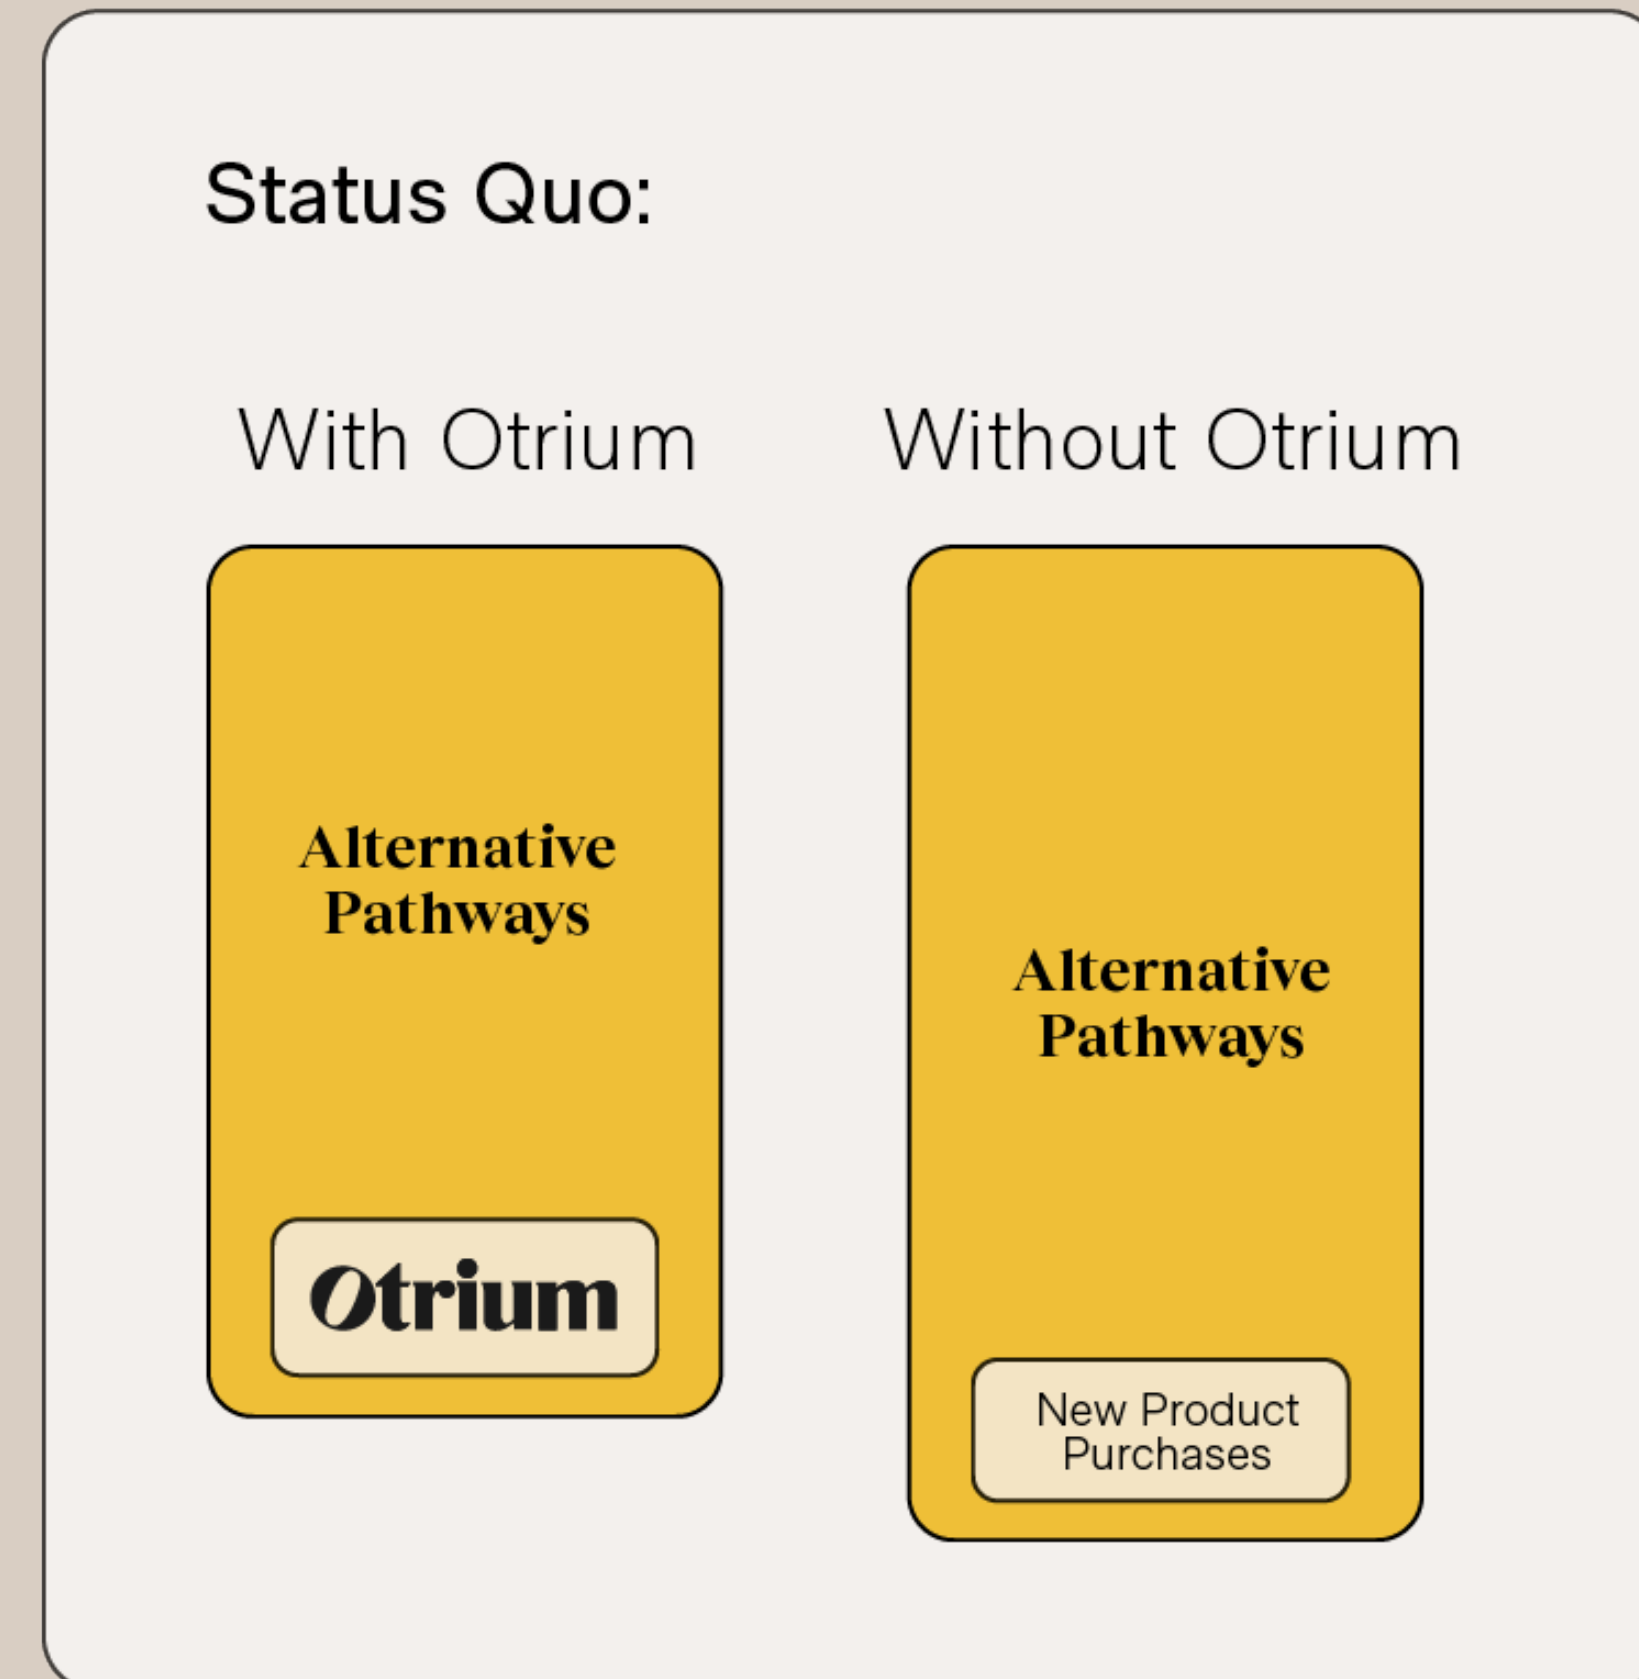 Status Quo:
With Otrium
Without Otrium
Alternative
Pathways
Otrium
Alternative
Pathways
New Product
Purchases